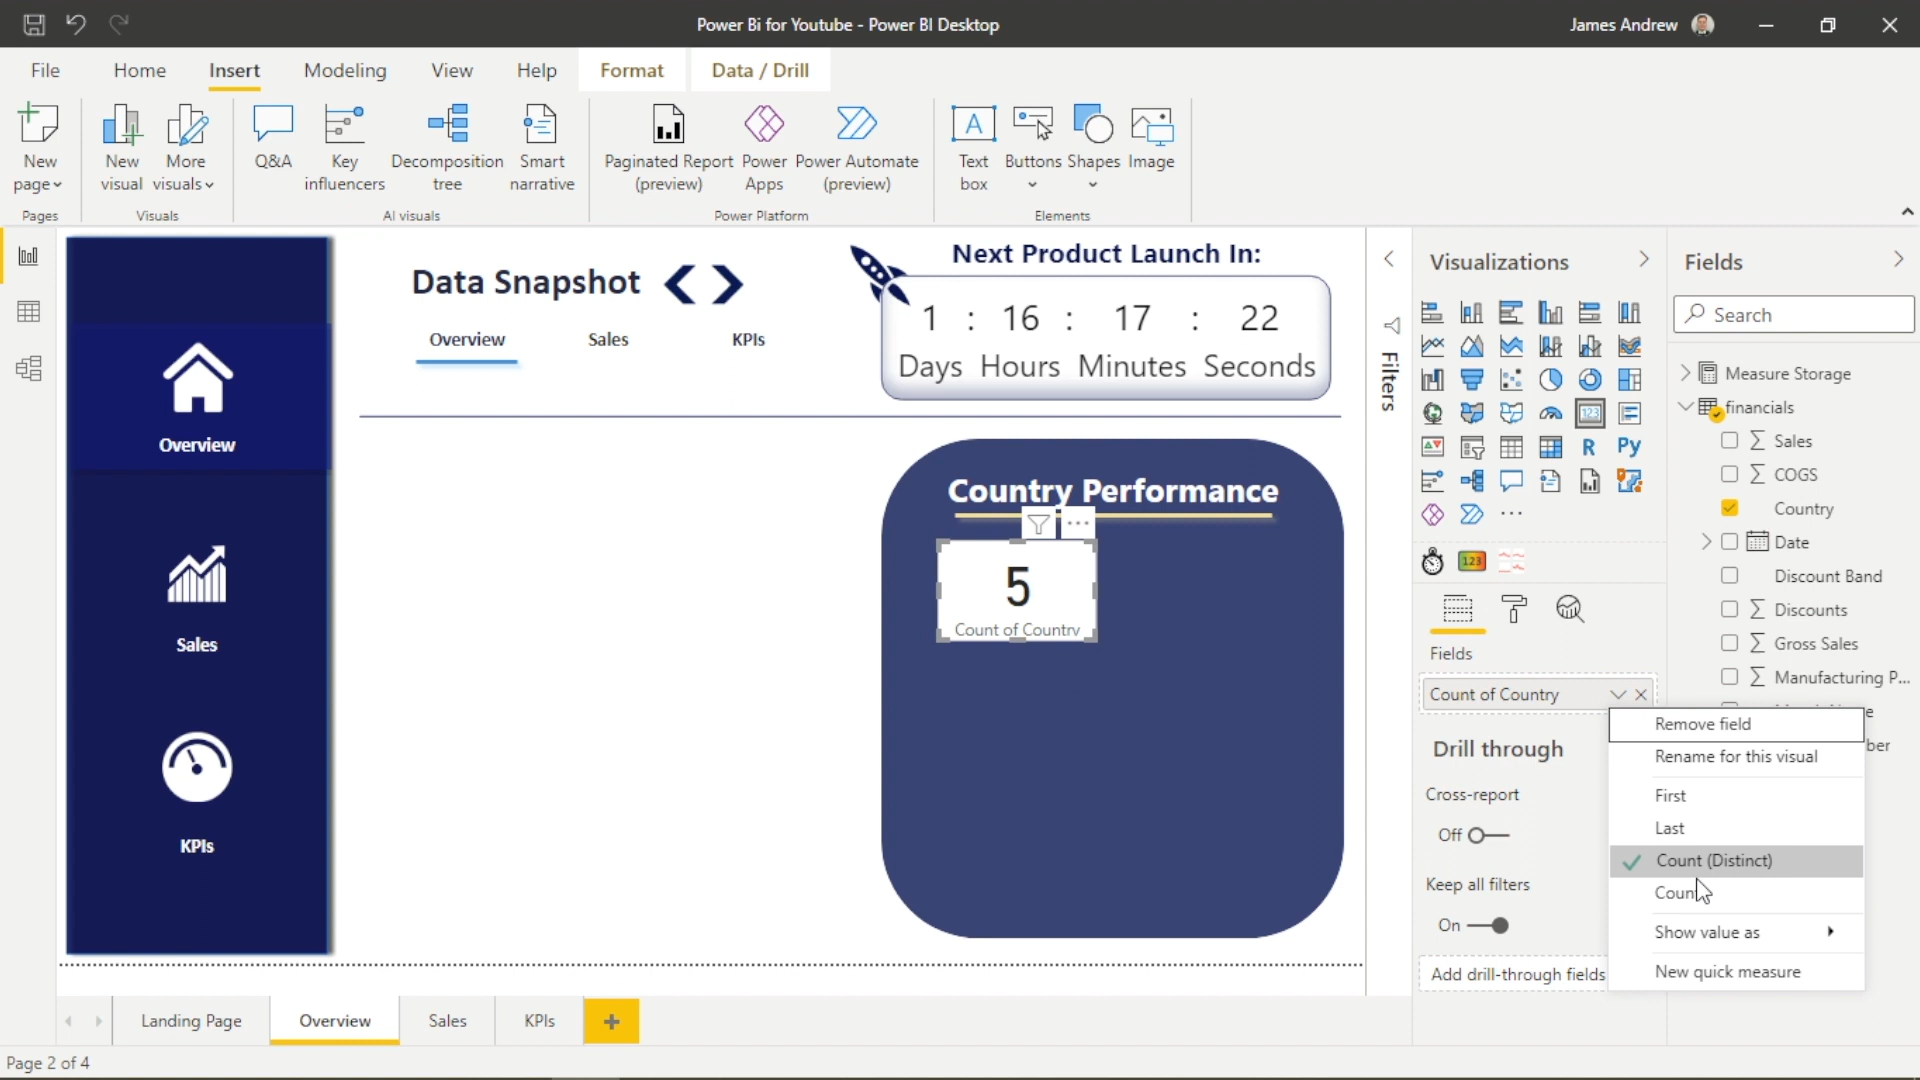 Power Bi for Youtube - Power BI Desktop
James Andrew
File Home Insert Modeling View Help Format Data / Drill
New page
New visual
More visuals
Q&A
Key influencers
Decomposition tree
Smart narrative
Paginated Report (preview)
Power Apps
Power Automate (preview)
Text box
Buttons
Shapes
Image
Pages
Visuals
AI visuals
Power Platform
Elements
Overview
Sales
KPIs
Data Snapshot
Overview Sales KPIs
Next Product Launch In:
1 : 16 : 17 : 22
Days Hours Minutes Seconds
Country Performance
5
Count of Country
Filters
Visualizations
123
R
Py
123
Fields
Count of Country
Drill through
Cross-report
Off
Keep all filters
On
Add drill-through fields
Remove field
Rename for this visual
First
Last
Count (Distinct)
Show value as
New quick measure
Fields
Search
Measure Storage
financials
Sales
COGS
Country
Date
Discount Band
Discounts
Gross Sales
Manufacturing P...
Landing Page Overview Sales KPIs +
Page 2 of 4